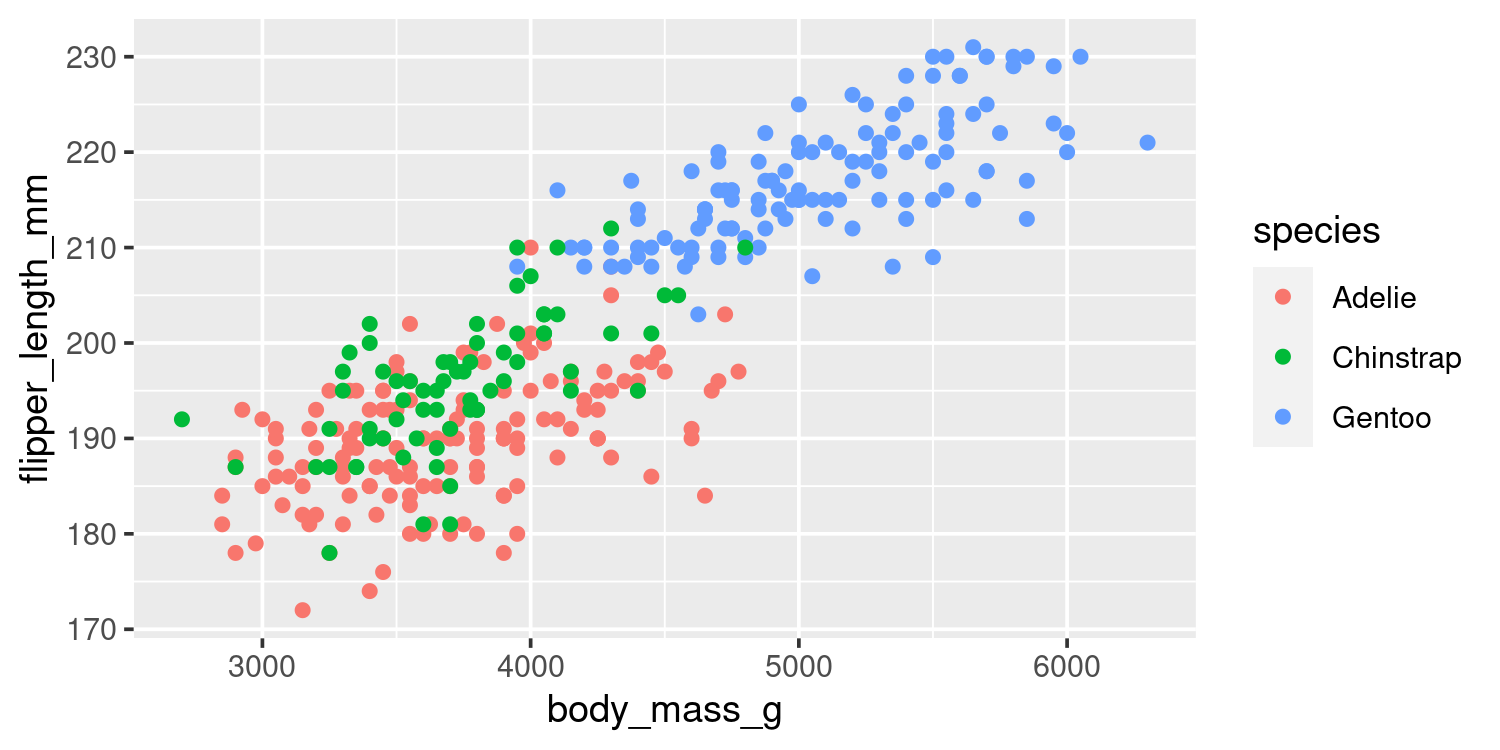 230
220
210
200
190
180
170
flipper_length_mm
3000 4000 5000 6000
body_mass_g
species
Adelie
Chinstrap
Gentoo